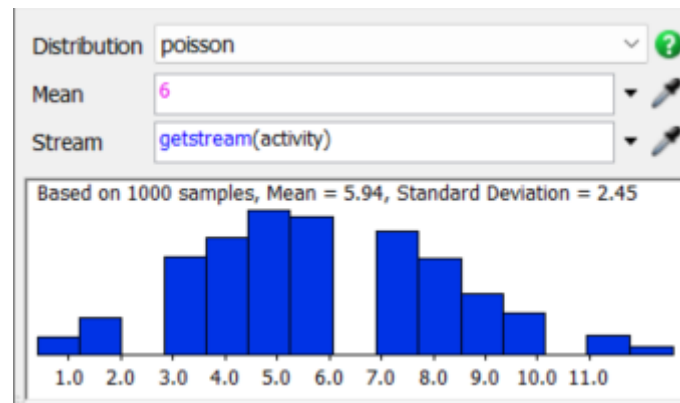 Distribution poisson
Mean 6
Stream getstream(activity)
Based on 1000 samples, Mean = 5.94, Standard Deviation = 2.45
1.0 2.0 3.0 4.0 5.0 6.0 7.0 8.0 9.0 10.0 11.0